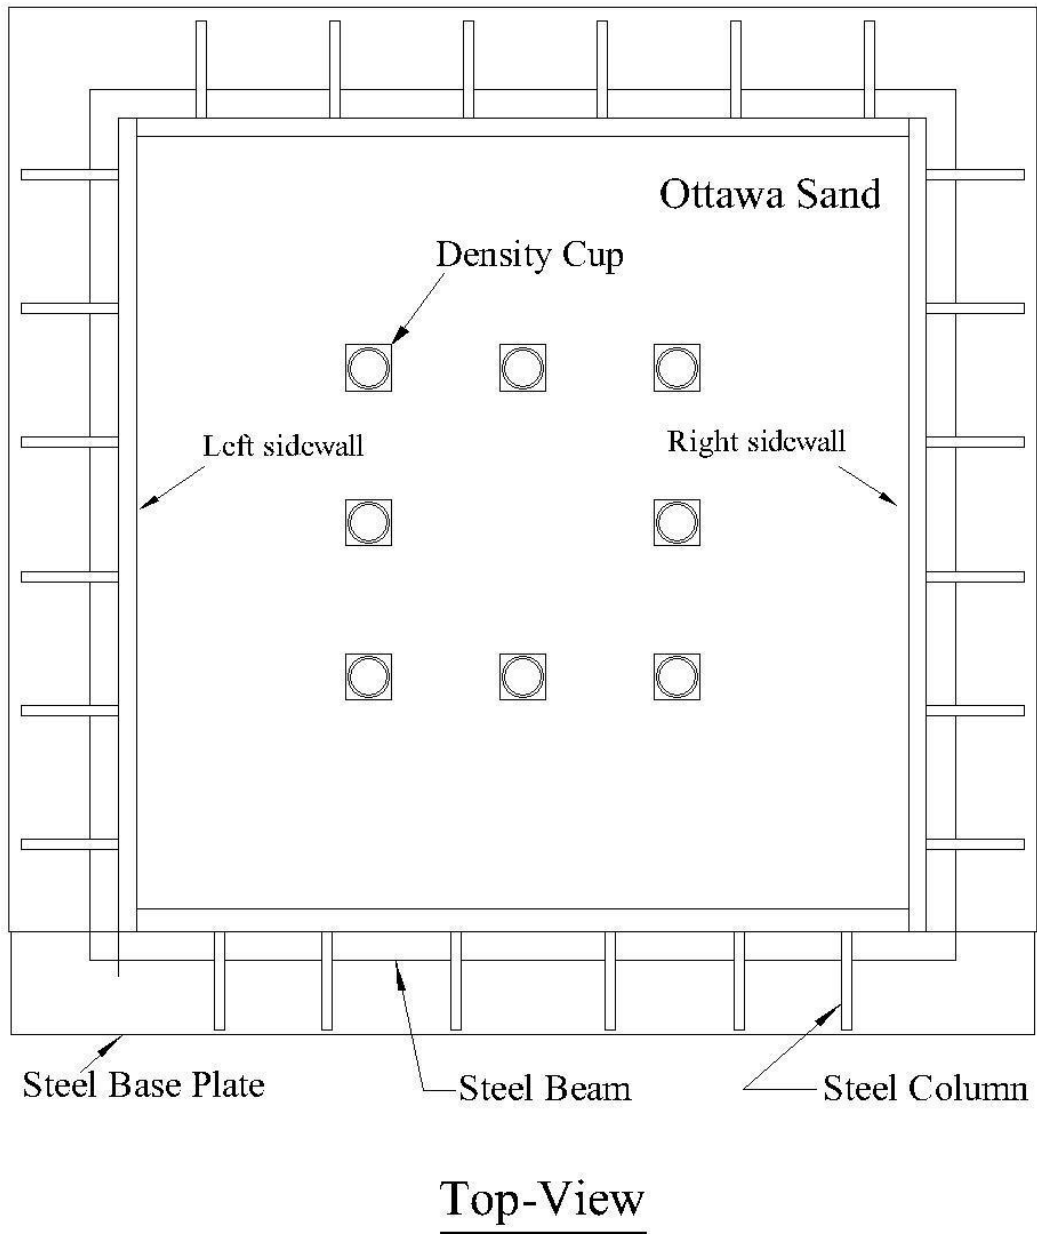 Ottawa Sand
Density Cup
Left sidewall
Right sidewall
Steel Base Plate
Steel Beam
Steel Column
Top-View